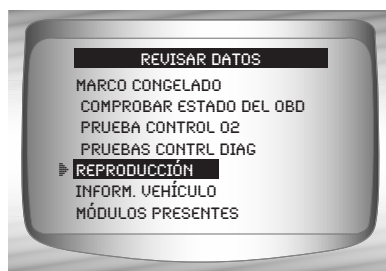 REVISAR DATOS
MARCO CONGELADO
COMPROBAR ESTADO DEL OBD
PRUEBA CONTROL O2
PRUEBAS CONTRL DIAG
REPRODUCCIÓN
INFORM. VEHÍCULO
MÓDULOS PRESENTES